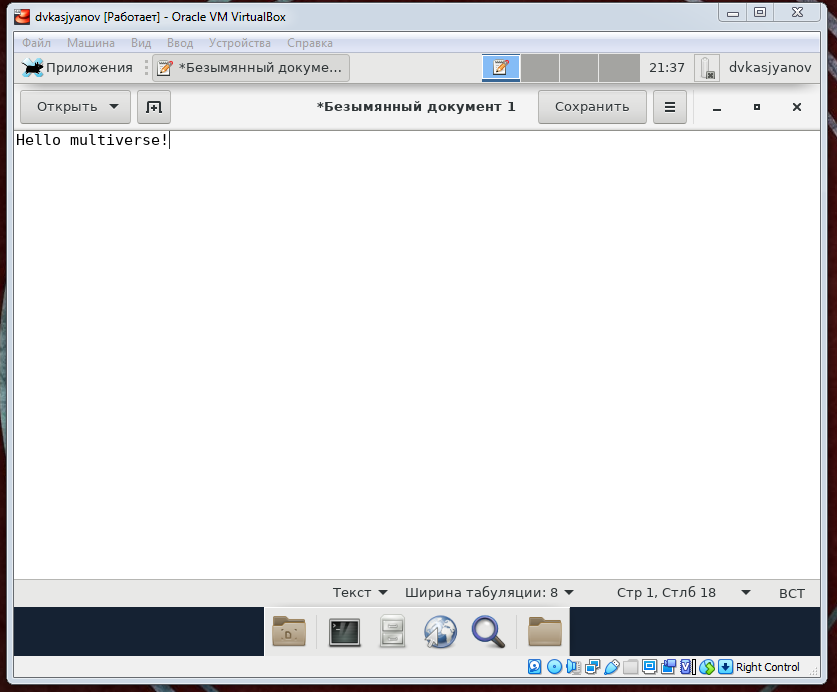 dvkasjyanov [Работает] - Oracle VM VirtualBox
Файл Машина Вид Ввод Устройства Справка
Приложения *Безымянный докуме... 21:37 dvkasjyanov
Открыть *Безымянный документ 1 Сохранить
Hello multiverse!
Текст Ширина табуляции: 8 Стр 1, Стлб 18 ВСТ
Right Control